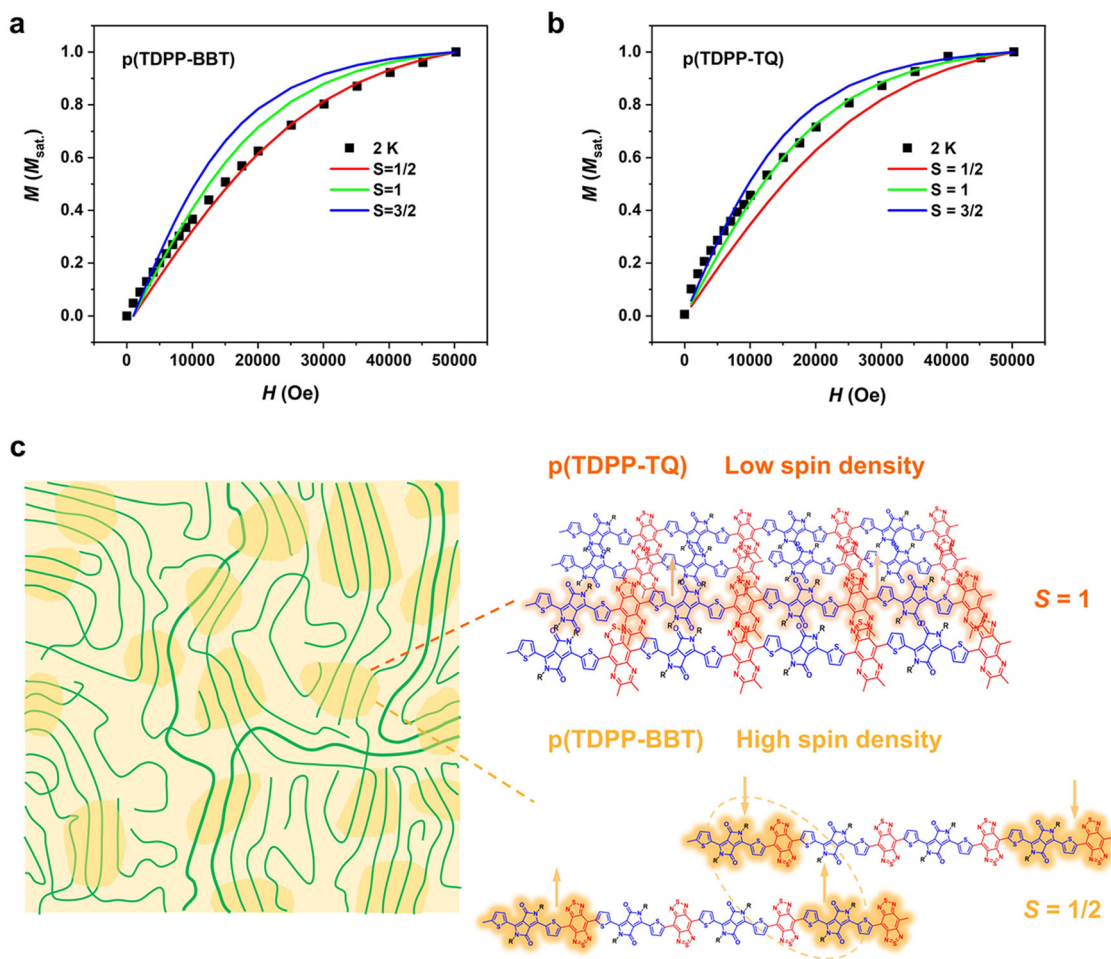 a
p(TDPP-BBT)
2 K
S=1/2
S=1
S=3/2
M (Msat.)
1.0
0.8
0.6
0.4
0.2
0.0
0 10000 20000 30000 40000 50000
H (Oe)
b
p(TDPP-TQ)
2 K
S = 1/2
S = 1
S = 3/2
M (Msat.)
1.0
0.8
0.6
0.4
0.2
0.0
0 10000 20000 30000 40000 50000
H (Oe)
c
p(TDPP-TQ) Low spin density
S = 1
p(TDPP-BBT) High spin density
S = 1/2